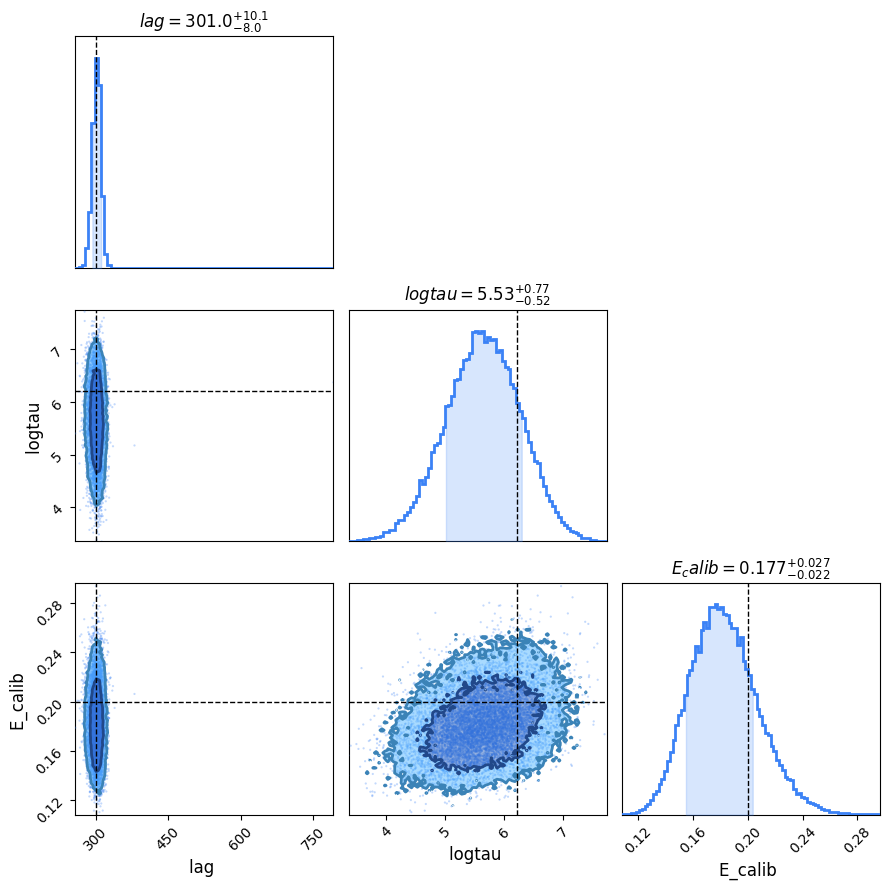 lag = 301.0^{+10.1}_{-8.0}
logtau = 5.53^{+0.77}_{-0.52}
7
6
5
4
logtau
E_calib = 0.177^{+0.027}_{-0.022}
0.28
0.24
0.20
0.16
0.12
E_calib
300 450 600 750
lag
4 5 6 7
logtau
0.12 0.16 0.20 0.24 0.28
E_calib